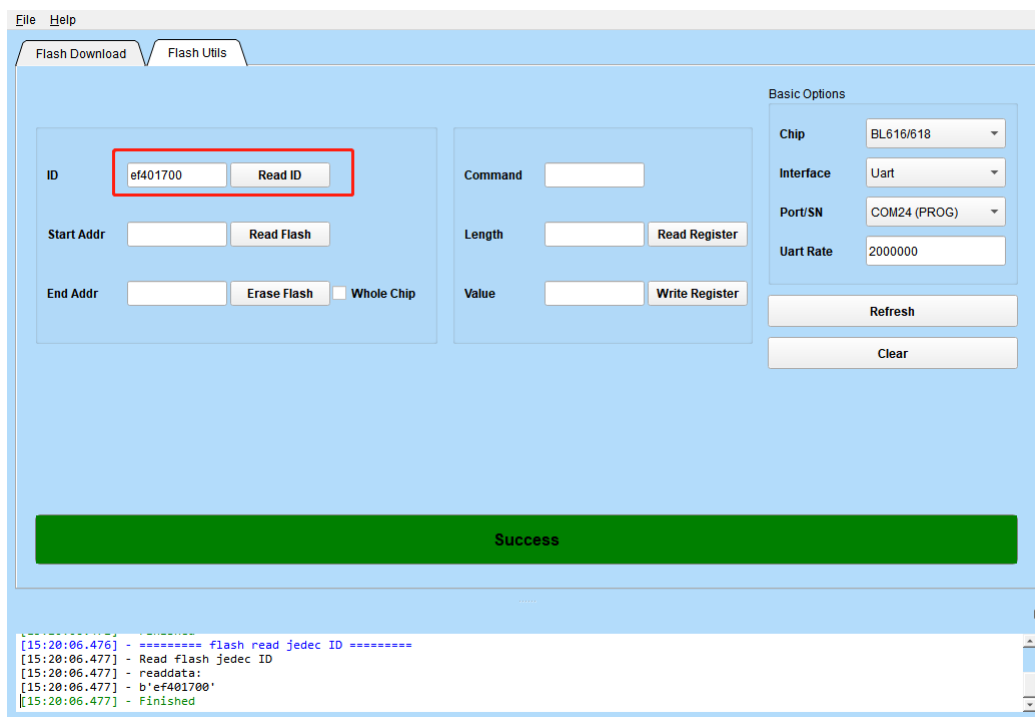 File Help
Flash Download Flash Utils
Basic Options
Chip BL616/618
ID ef401700 Read ID Command Interface Uart
Port/SN COM24 (PROG)
Start Addr Read Flash Length Read Register
Uart Rate 2000000
End Addr Erase Flash Whole Chip Value Write Register
Refresh
Clear
Success
[15:20:06.476] - ========= flash read jedec ID =========
[15:20:06.477] - Read flash jedec ID
[15:20:06.477] - readdata:
[15:20:06.477] - b'ef401700'
[15:20:06.477] - Finished